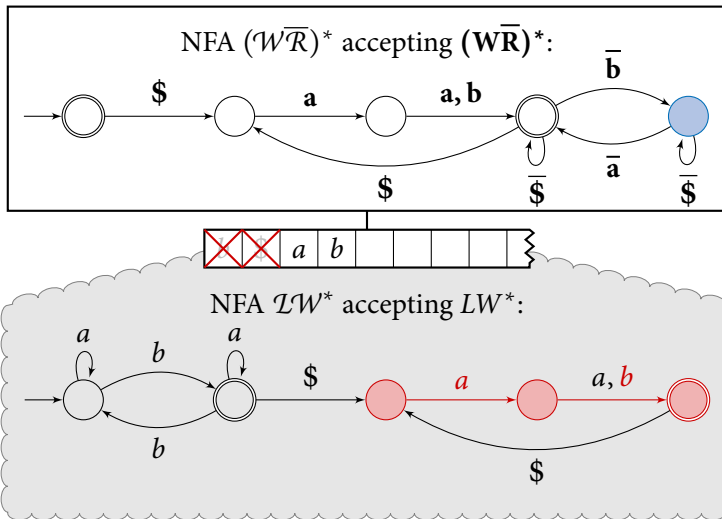 NFA (𝒲ℛ̅)* accepting (WR̅)*:
b̅
$ a a, b
a̅
$ $̅ $̅
b $ a b
NFA ℒ𝒲* accepting LW*:
a a
b $ a a, b
b $